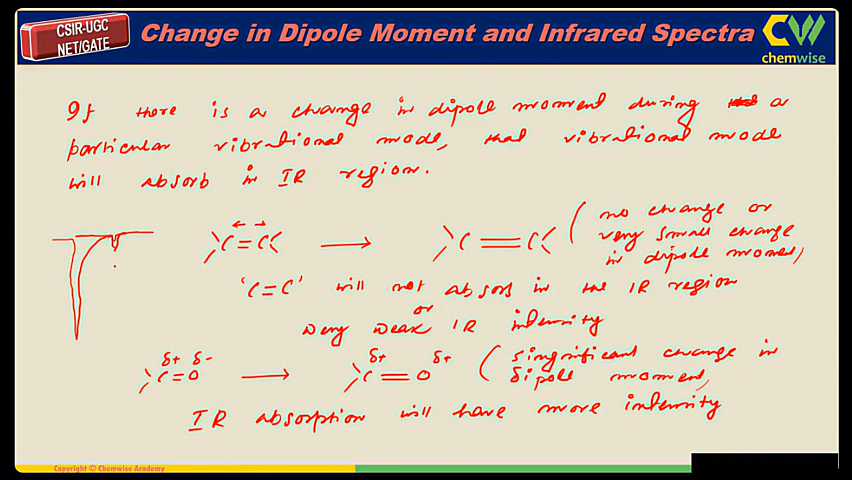 CSIR-UGC
NET/GATE
Change in Dipole Moment and Infrared Spectra
CW
chemwise
If there is a change in dipole moment during a
particular vibrational mode, that vibrational mode
will absorb in IR region.
C=C → C=C (no change or
very small change
in dipole moment)
'C=C' will not absorb in the IR region
or
very weak IR intensity
δ+ δ- δ+ δ+
C=O → C=O (singnificant change in
dipole moment)
IR absorption will have more intensity
Copyright © Chemwise Academy